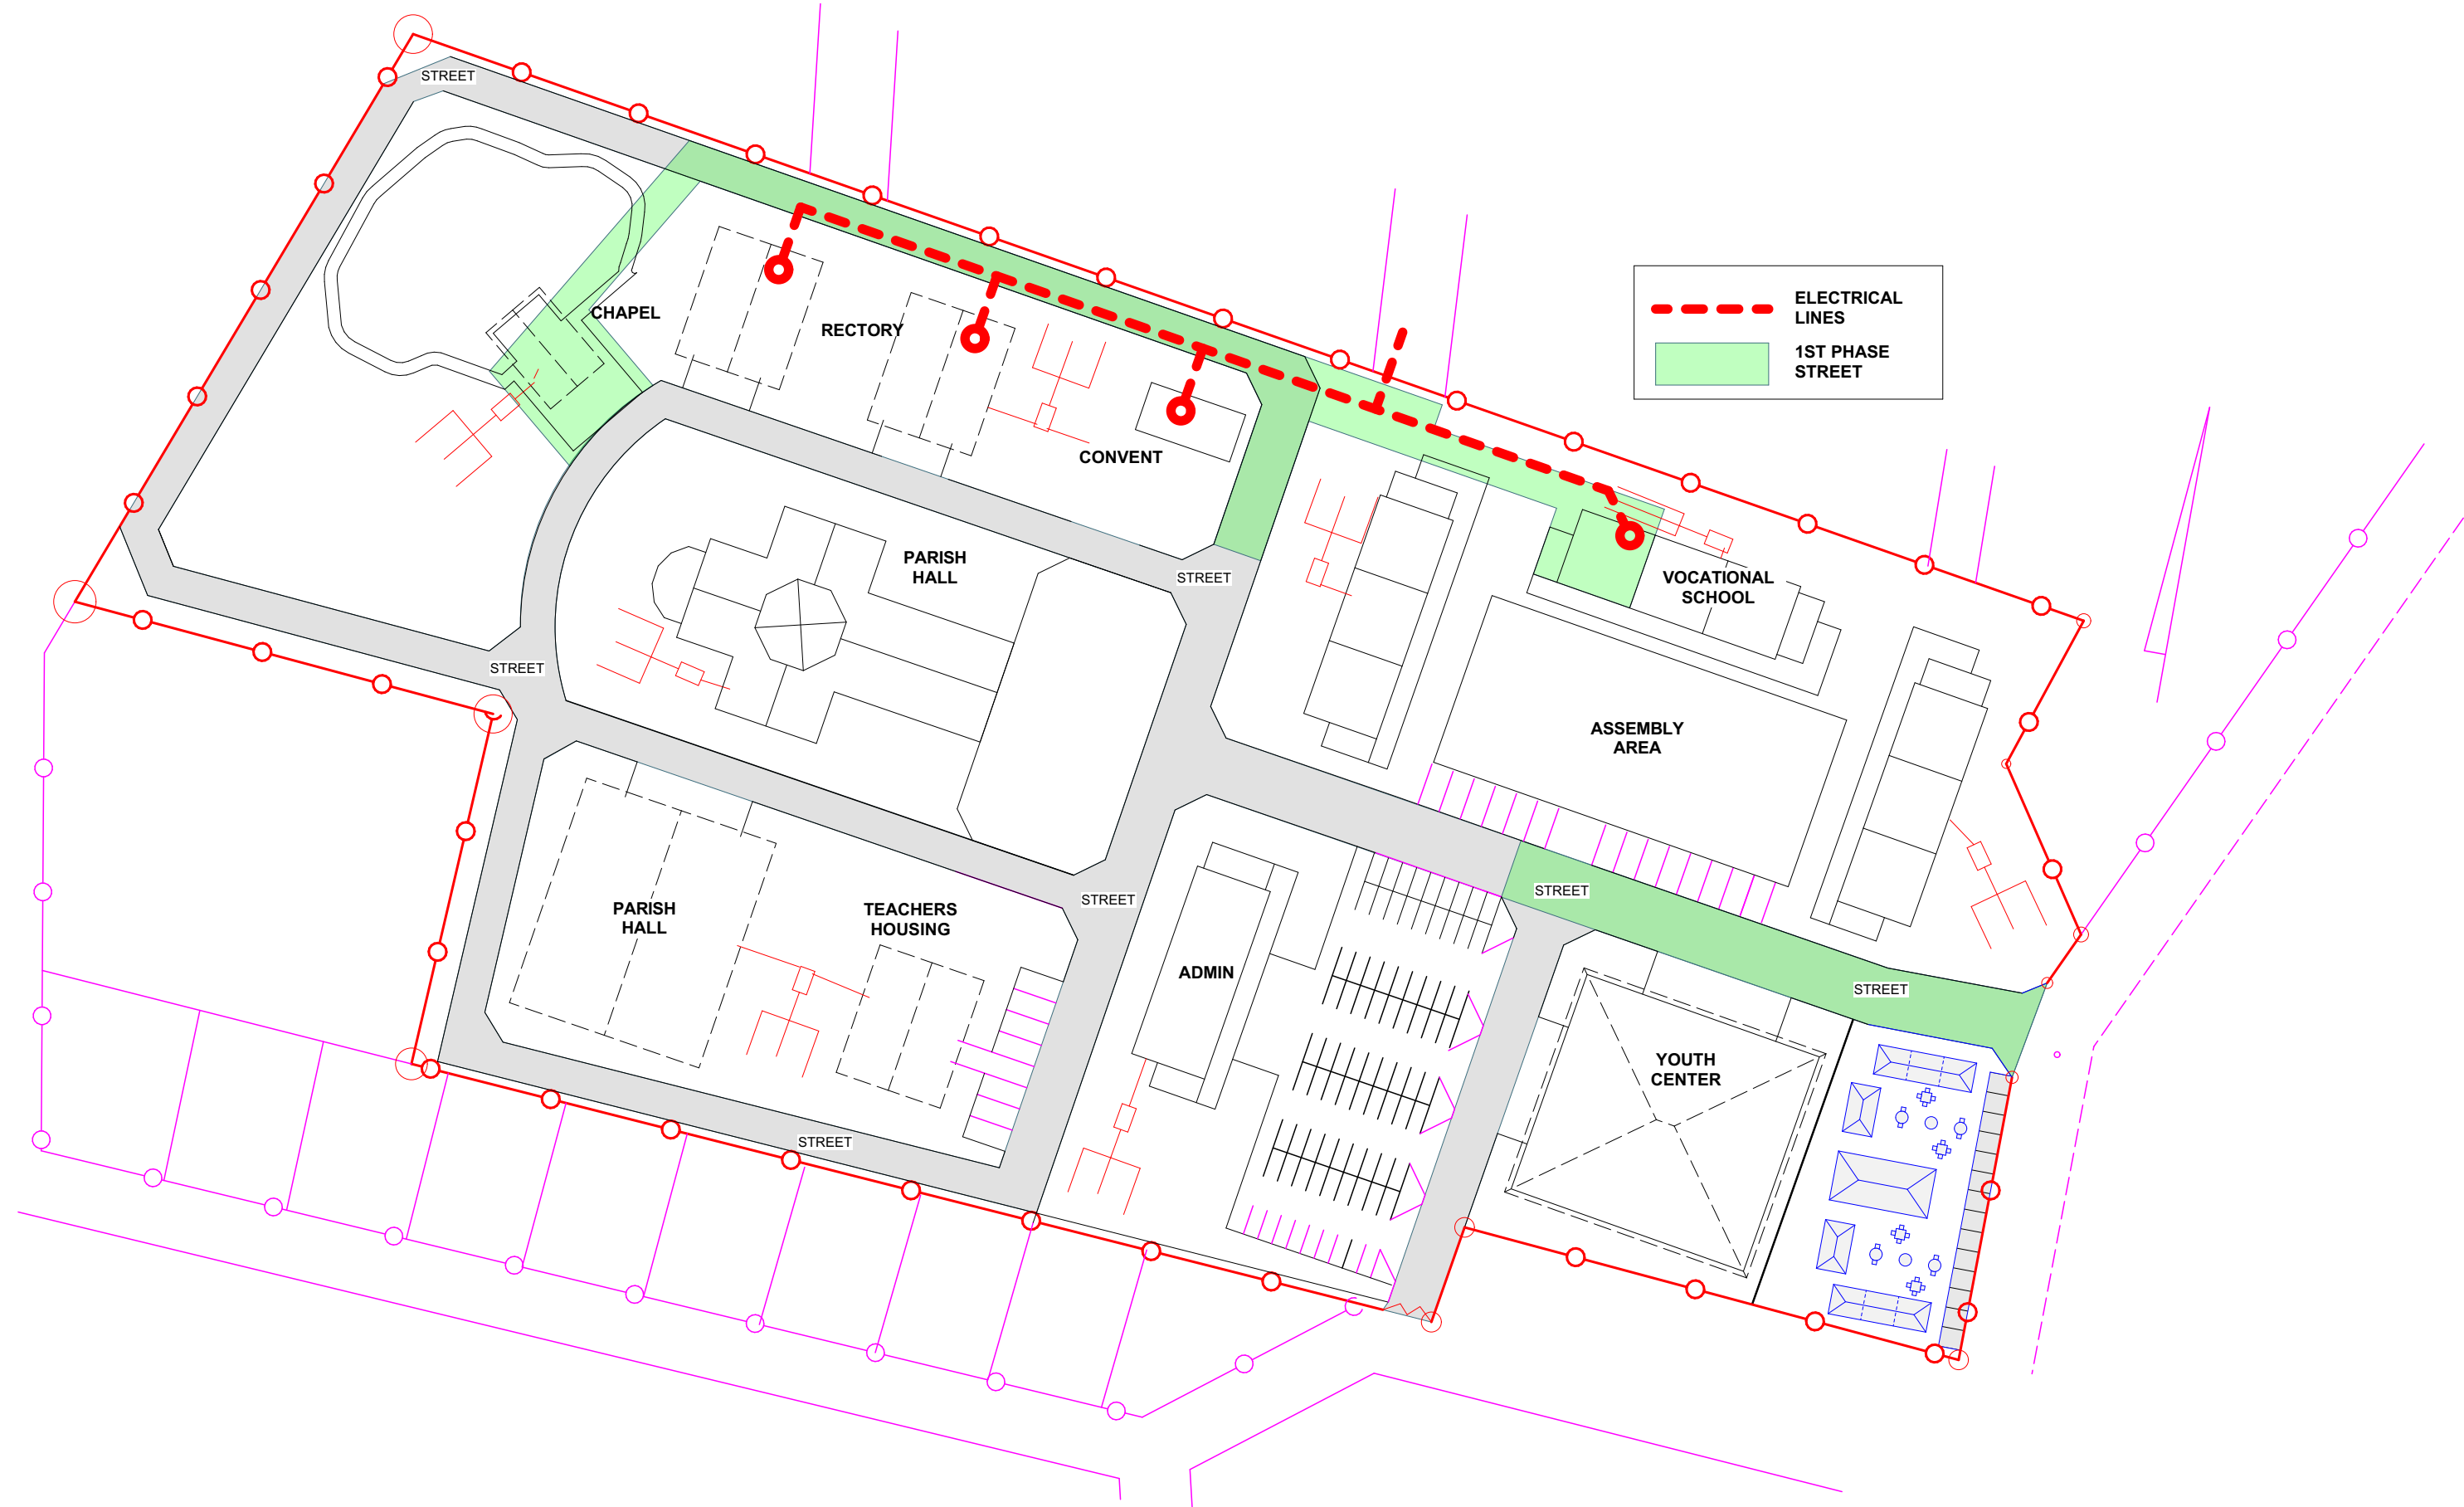 STREET
ELECTRICAL
LINES
1ST PHASE
STREET
CHAPEL
RECTORY
CONVENT
PARISH
HALL
STREET
VOCATIONAL
SCHOOL
STREET
ASSEMBLY
AREA
STREET
STREET
PARISH
HALL
TEACHERS
HOUSING
ADMIN
STREET
YOUTH
CENTER
STREET